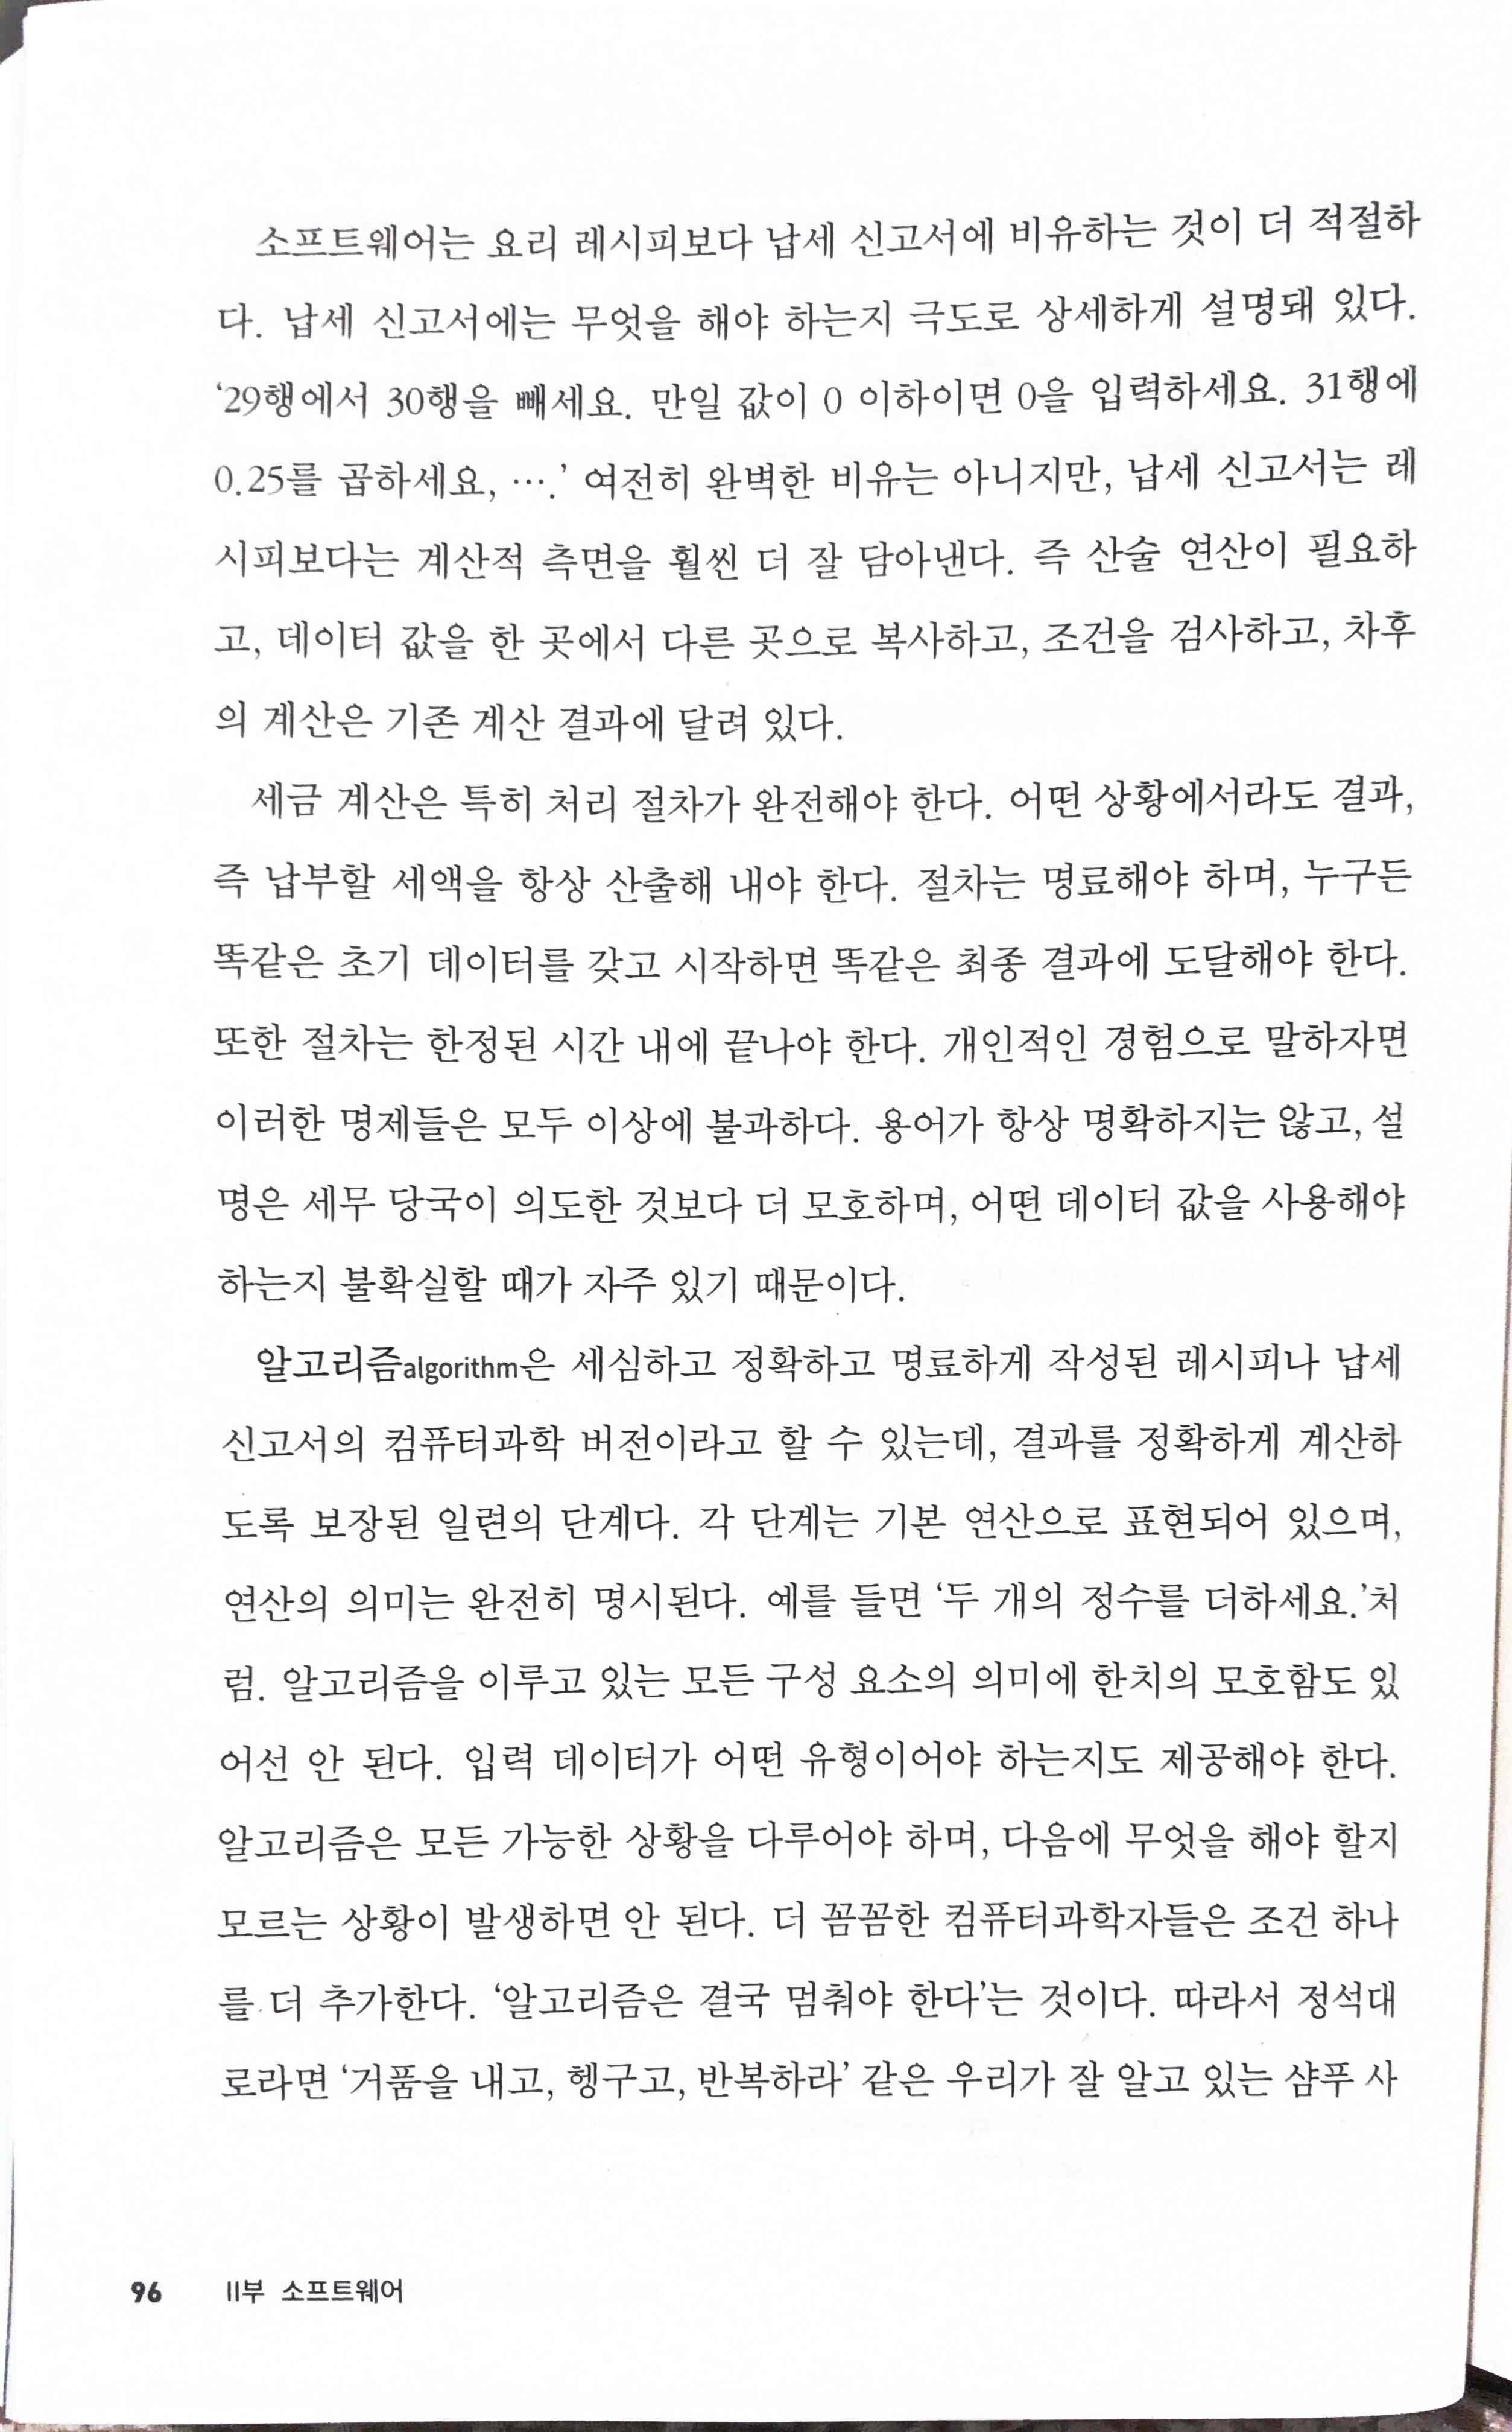 소프트웨어는 요리 레시피보다 납세 신고서에 비유하는 것이 더 적절하
다. 납세 신고서에는 무엇을 해야 하는지 극도로 상세하게 설명돼 있다.
‘29행에서 30행을 빼세요. 만일 값이 0 이하이면 0을 입력하세요. 31행에
0.25를 곱하세요, ….’ 여전히 완벽한 비유는 아니지만, 납세 신고서는 레
시피보다는 계산적 측면을 훨씬 더 잘 담아낸다. 즉 산술 연산이 필요하
고, 데이터 값을 한 곳에서 다른 곳으로 복사하고, 조건을 검사하고, 차후
의 계산은 기존 계산 결과에 달려 있다.
세금 계산은 특히 처리 절차가 완전해야 한다. 어떤 상황에서라도 결과,
즉 납부할 세액을 항상 산출해 내야 한다. 절차는 명료해야 하며, 누구든
똑같은 초기 데이터를 갖고 시작하면 똑같은 최종 결과에 도달해야 한다.
또한 절차는 한정된 시간 내에 끝나야 한다. 개인적인 경험으로 말하자면
이러한 명제들은 모두 이상에 불과하다. 용어가 항상 명확하지는 않고, 설
명은 세무 당국이 의도한 것보다 더 모호하며, 어떤 데이터 값을 사용해야
하는지 불확실할 때가 자주 있기 때문이다.
알고리즘algorithm은 세심하고 정확하고 명료하게 작성된 레시피나 납세
신고서의 컴퓨터과학 버전이라고 할 수 있는데, 결과를 정확하게 계산하
도록 보장된 일련의 단계다. 각 단계는 기본 연산으로 표현되어 있으며,
연산의 의미는 완전히 명시된다. 예를 들면 ‘두 개의 정수를 더하세요.’처
럼. 알고리즘을 이루고 있는 모든 구성 요소의 의미에 한치의 모호함도 있
어선 안 된다. 입력 데이터가 어떤 유형이어야 하는지도 제공해야 한다.
알고리즘은 모든 가능한 상황을 다루어야 하며, 다음에 무엇을 해야 할지
모르는 상황이 발생하면 안 된다. 더 꼼꼼한 컴퓨터과학자들은 조건 하나
를 더 추가한다. ‘알고리즘은 결국 멈춰야 한다’는 것이다. 따라서 정석대
로라면 ‘거품을 내고, 헹구고, 반복하라’ 같은 우리가 잘 알고 있는 샴푸 사
96 II부 소프트웨어